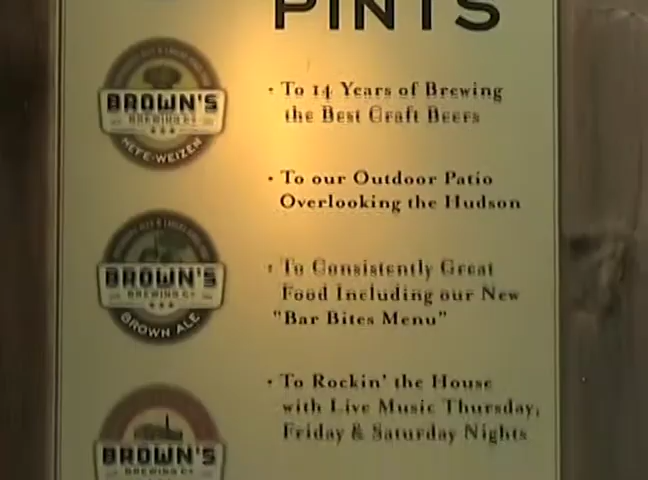 PINTS
BROWN'S
BREWING CO
HEFE-WEIZEN
• To 14 Years of Brewing
the Best Craft Beers
• To our Outdoor Patio
Overlooking the Hudson
BROWN'S
BREWING CO
BROWN ALE
• To Consistently Great
Food Including our New
"Bar Bites Menu"
• To Rockin' the House
with Live Music Thursday,
Friday & Saturday Nights
BROWN'S
BREWING CO